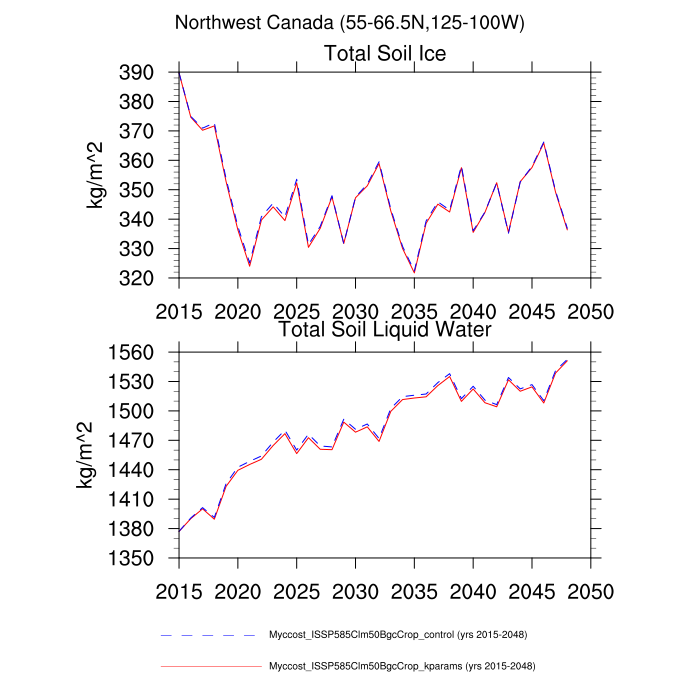 Northwest Canada (55-66.5N,125-100W)
Total Soil Ice
390
380
370
360
350
340
330
320
kg/m^2
2015 2020 2025 2030 2035 2040 2045 2050
Total Soil Liquid Water
1560
1530
1500
1470
1440
1410
1380
1350
kg/m^2
2015 2020 2025 2030 2035 2040 2045 2050
Myccost_ISSP585Clm50BgcCrop_control (yrs 2015-2048)
Myccost_ISSP585Clm50BgcCrop_kparams (yrs 2015-2048)